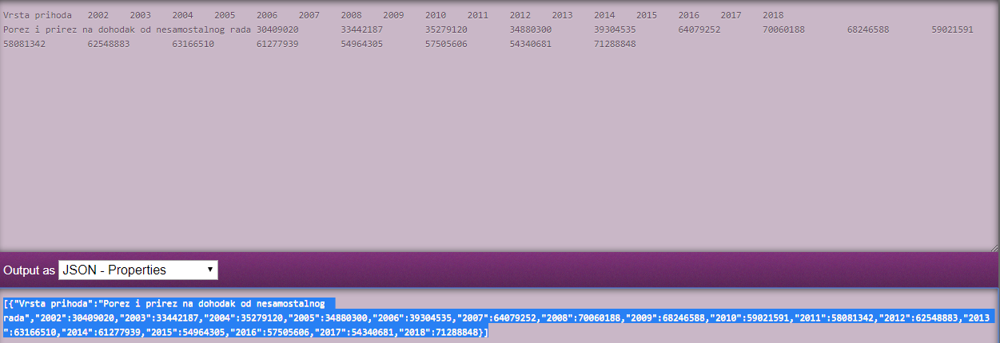 Vrsta prihoda 2002 2003 2004 2005 2006 2007 2008 2009 2010 2011 2012 2013 2014 2015 2016 2017 2018
Porez i prirez na dohodak od nesamostalnog rada 30409020 33442187 35279120 34880300 39304535 64079252 70060188 68246588 59021591
58081342 62548883 63166510 61277939 54964305 57505606 54340681 71288848
Output as JSON - Properties
[{"Vrsta prihoda":"Porez i prirez na dohodak od nesamostalnog
rada","2002":30409020,"2003":33442187,"2004":35279120,"2005":34880300,"2006":39304535,"2007":64079252,"2008":70060188,"2009":68246588,"2010":59021591,"2011":58081342,"2012":62548883,"2013
":63166510,"2014":61277939,"2015":54964305,"2016":57505606,"2017":54340681,"2018":71288848}]